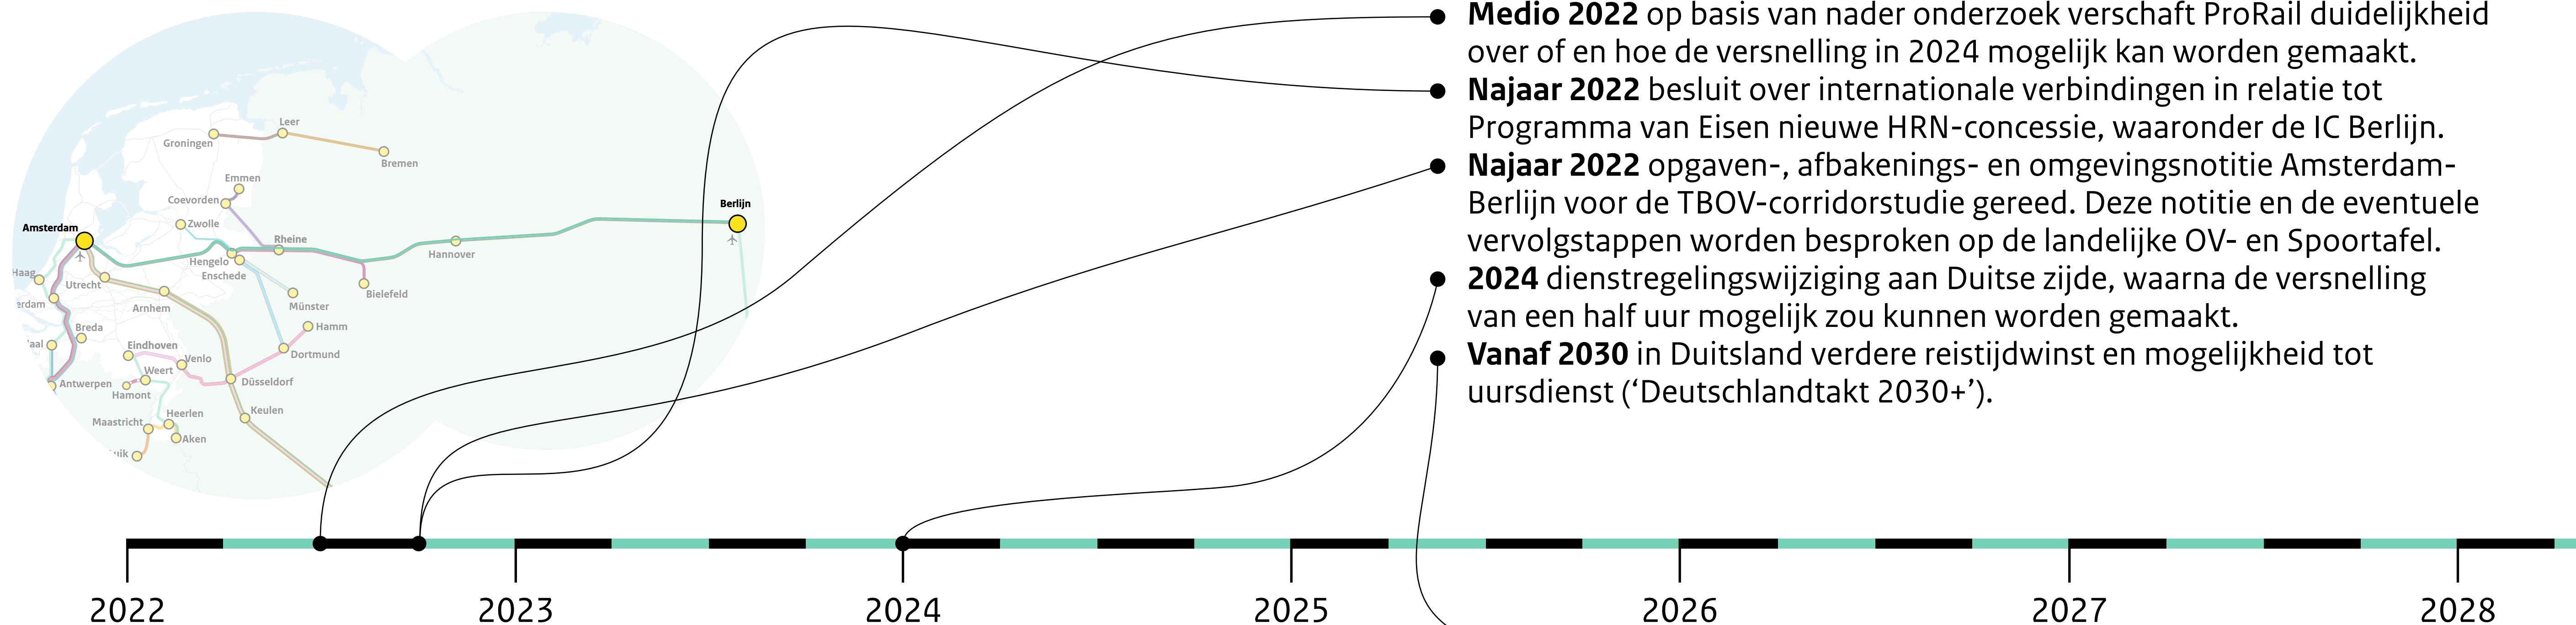 Medio 2022 op basis van nader onderzoek verschaft ProRail duidelijkheid
over of en hoe de versnelling in 2024 mogelijk kan worden gemaakt.
Najaar 2022 besluit over internationale verbindingen in relatie tot
Programma van Eisen nieuwe HRN-concessie, waaronder de IC Berlijn.
Najaar 2022 opgaven-, afbakenings- en omgevingsnotitie Amsterdam-
Berlijn voor de TBOV-corridorstudie gereed. Deze notitie en de eventuele
vervolgstappen worden besproken op de landelijke OV- en Spoortafel.
2024 dienstregelingswijziging aan Duitse zijde, waarna de versnelling
van een half uur mogelijk zou kunnen worden gemaakt.
Vanaf 2030 in Duitsland verdere reistijdwinst en mogelijkheid tot
uursdienst (‘Deutschlandtakt 2030+’).
Leer
Groningen
Bremen
Emmen
Coevorden
Zwolle
Berlijn
Amsterdam
Rheine
Hannover
Hengelo
Enschede
Haag
Utrecht
Bielefeld
erdam
Arnhem
Münster
Breda
Hamm
aal
Eindhoven
Dortmund
Venlo
Weert
Antwerpen
Düsseldorf
Hamont
Heerlen
Keulen
Maastricht
Aken
uik
2022
2023
2024
2025
2026
2027
2028